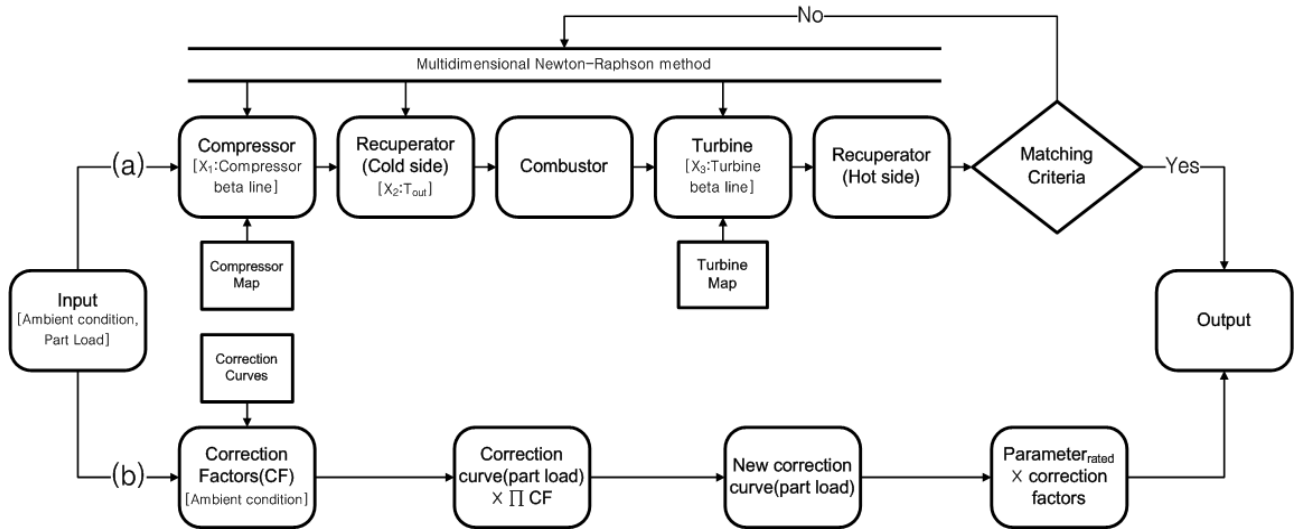 No
Multidimensional Newton-Raphson method
(a)
Compressor
[X₁:Compressor
beta line]
Recuperator
(Cold side)
[X₂:Tout]
Combustor
Turbine
[X₃:Turbine
beta line]
Recuperator
(Hot side)
Matching
Criteria
Yes
Compressor
Map
Turbine
Map
Input
[Ambient condition,
Part Load]
Output
Correction
Curves
(b)
Correction
Factors(CF)
[Ambient condition]
Correction
curve(part load)
X ∏ CF
New correction
curve(part load)
Parameterrated
X correction
factors